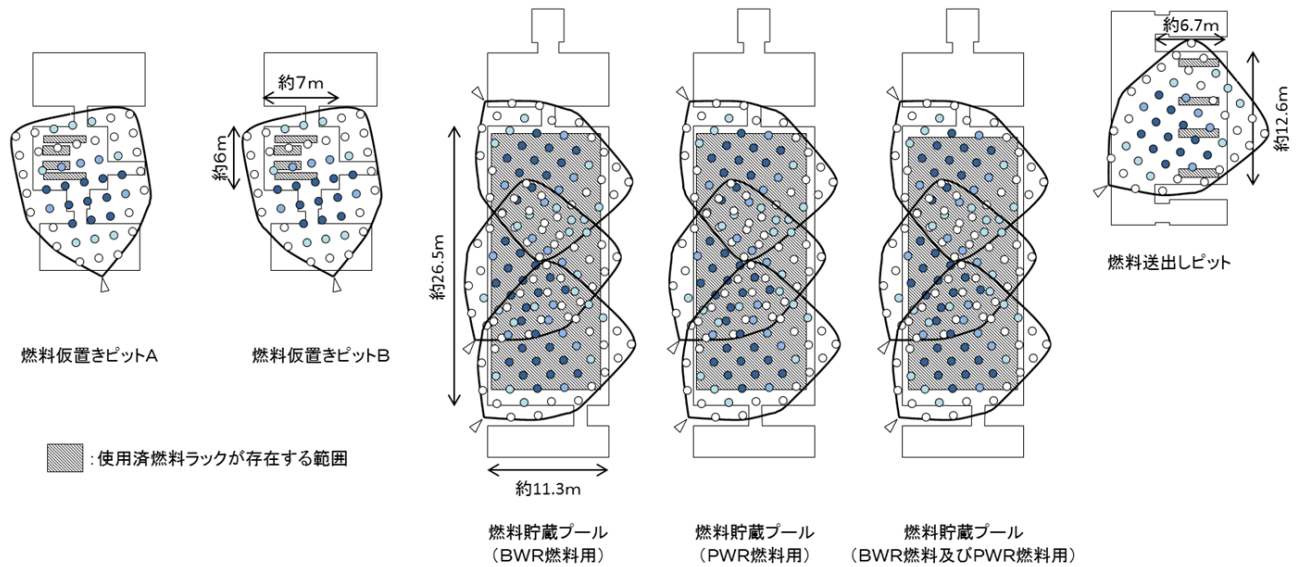 約7m
約6m
燃料仮置きピットA
燃料仮置きピットB
約26.5m
約11.3m
燃料貯蔵プール
（BWR燃料用）
燃料貯蔵プール
（PWR燃料用）
燃料貯蔵プール
（BWR燃料及びPWR燃料用）
約6.7m
約12.6m
燃料送出しピット
：使用済燃料ラックが存在する範囲